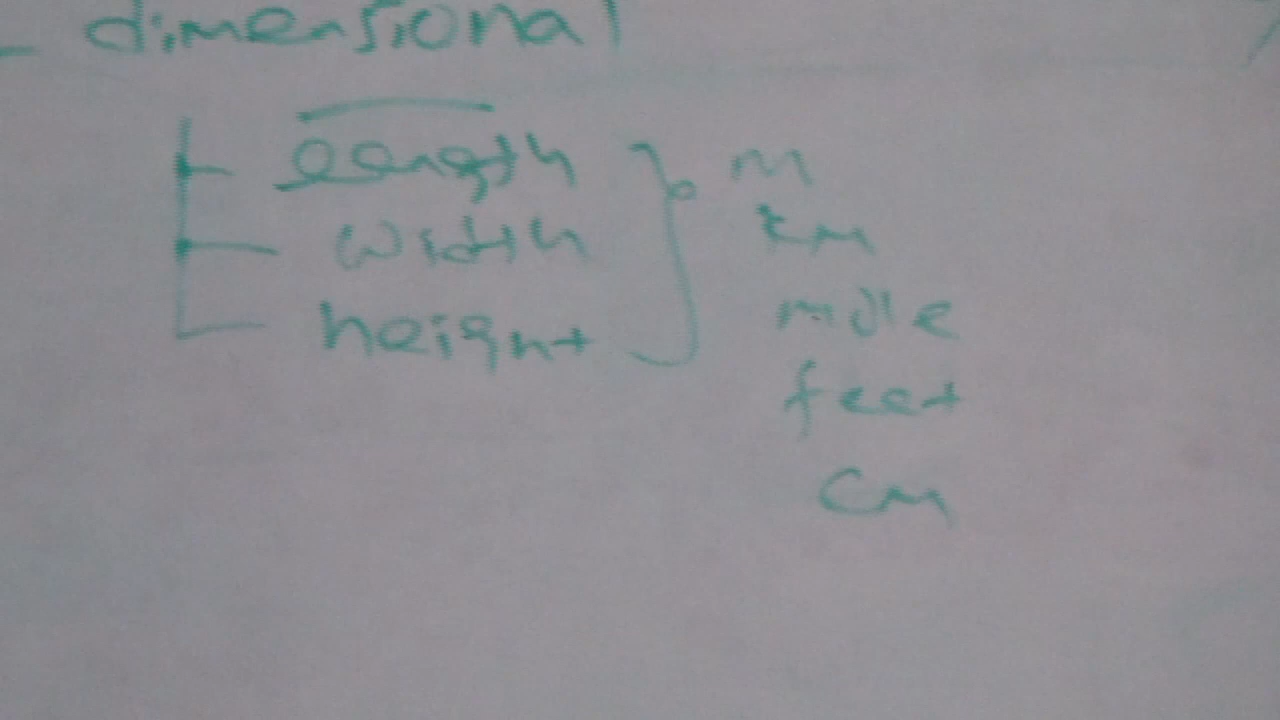 dimensional
length m
width km
height mile
feet
cm